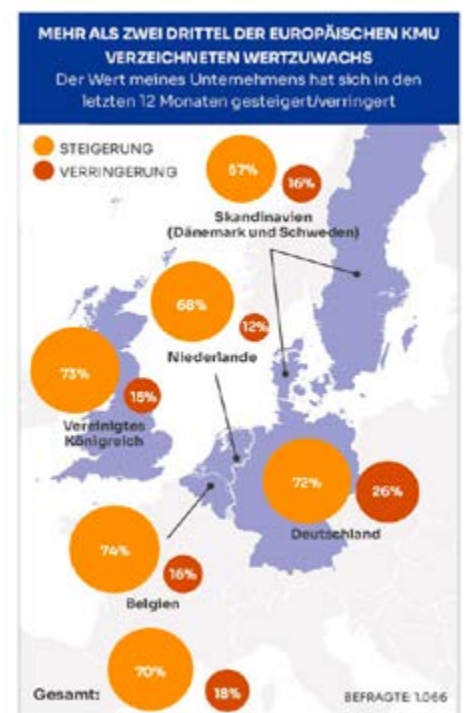 MEHR ALS ZWEI DRITTEL DER EUROPÄISCHEN KMU
VERZEICHNETEN WERTZUWACHS
Der Wert meines Unternehmens hat sich in den
letzten 12 Monaten gesteigert/verringert
STEIGERUNG
VERRINGERUNG
57%
16%
Skandinavien
(Dänemark und Schweden)
68%
12%
Niederlande
73%
15%
Vereinigtes
Königreich
72%
26%
Deutschland
74%
16%
Belgien
70%
Gesamt:
18%
BEFRAGTE: 1.066